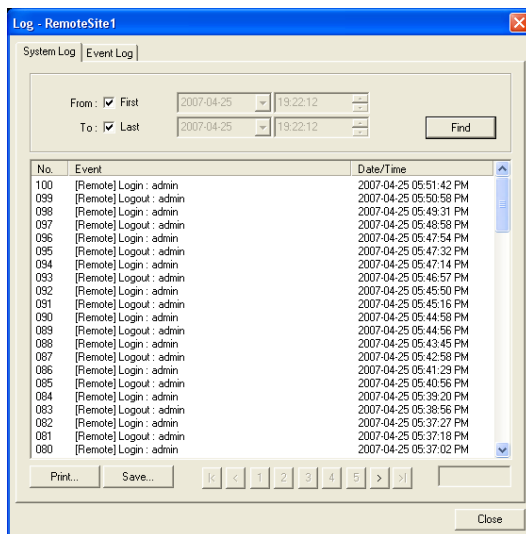 Log - RemoteSite1
System Log Event Log
From : First 2007-04-25 19:22:12
To : Last 2007-04-25 19:22:12
Find
No. Event Date/Time
100 [Remote] Login : admin 2007-04-25 05:51:42 PM
099 [Remote] Logout : admin 2007-04-25 05:50:58 PM
098 [Remote] Login : admin 2007-04-25 05:49:31 PM
097 [Remote] Logout : admin 2007-04-25 05:48:58 PM
096 [Remote] Login : admin 2007-04-25 05:47:54 PM
095 [Remote] Logout : admin 2007-04-25 05:47:32 PM
094 [Remote] Login : admin 2007-04-25 05:47:14 PM
093 [Remote] Logout : admin 2007-04-25 05:46:57 PM
092 [Remote] Login : admin 2007-04-25 05:45:50 PM
091 [Remote] Logout : admin 2007-04-25 05:45:16 PM
090 [Remote] Login : admin 2007-04-25 05:44:58 PM
089 [Remote] Logout : admin 2007-04-25 05:44:56 PM
088 [Remote] Login : admin 2007-04-25 05:43:45 PM
087 [Remote] Logout : admin 2007-04-25 05:42:58 PM
086 [Remote] Login : admin 2007-04-25 05:41:29 PM
085 [Remote] Logout : admin 2007-04-25 05:40:56 PM
084 [Remote] Login : admin 2007-04-25 05:39:20 PM
083 [Remote] Logout : admin 2007-04-25 05:38:56 PM
082 [Remote] Login : admin 2007-04-25 05:37:27 PM
081 [Remote] Logout : admin 2007-04-25 05:37:18 PM
080 [Remote] Login : admin 2007-04-25 05:37:02 PM
Print... Save... |< < 1 2 3 4 5 > >|
Close